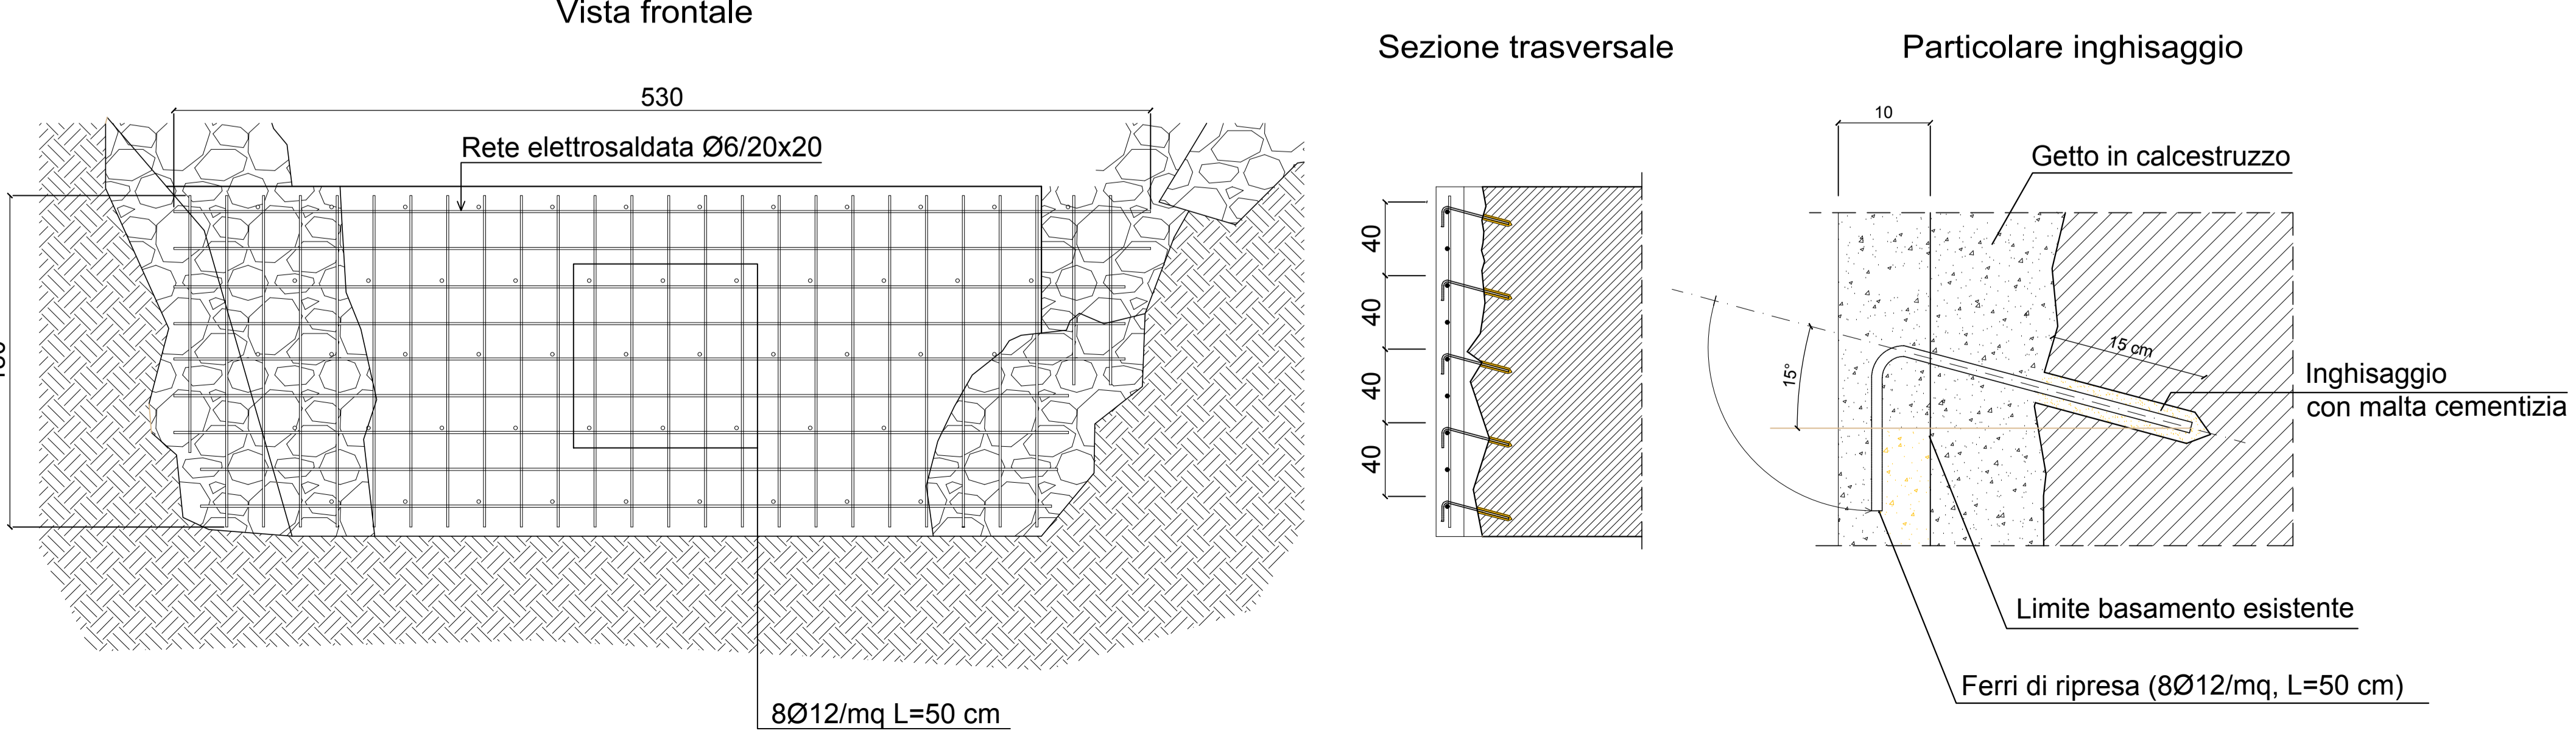 Vista frontale
Sezione trasversale
Particolare inghisaggio
530
Rete elettrosaldata Ø6/20x20
8Ø12/mq L=50 cm
40
40
40
40
10
Getto in calcestruzzo
15°
15 cm
Inghisaggio
con malta cementizia
Limite basamento esistente
Ferri di ripresa (8Ø12/mq, L=50 cm)